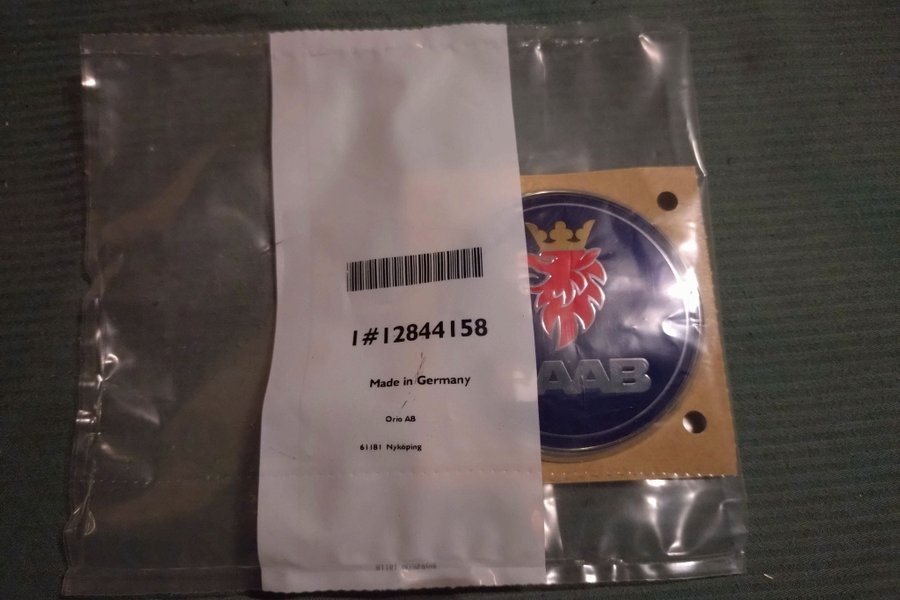 1#12844158
Made in Germany
Orio AB
61181 Nyköping
AAB